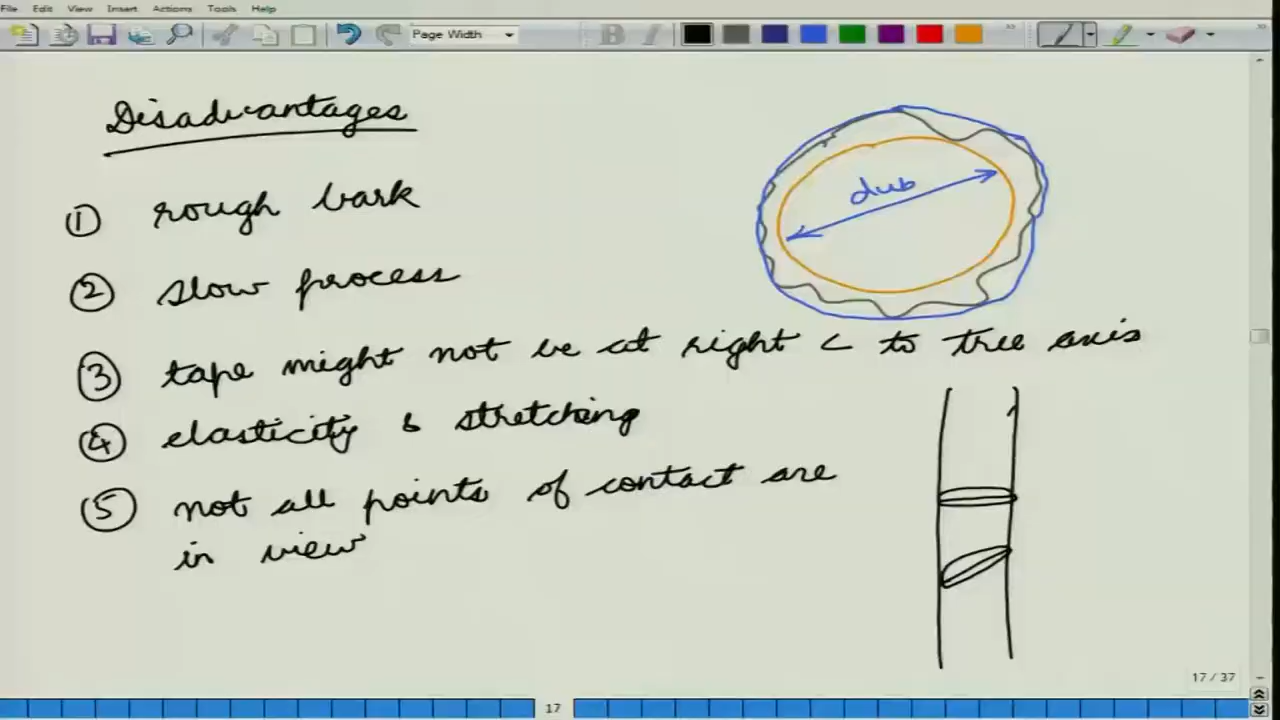 File Edit View Insert Actions Tools Help
Page Width
Disadvantages
① rough bark
② slow process
③ tape might not be at right < to tree axis
④ elasticity & stretching
⑤ not all points of contact are
in view
dub
17 / 37
17